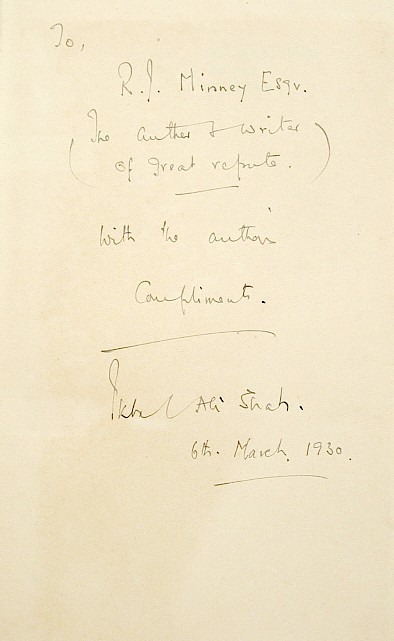 To,
R.J. Minney Esqr.
(The author & writer
of great repute.)
With the author's
Compliments.
Ikbal Ali Shah.
6th. March, 1930.